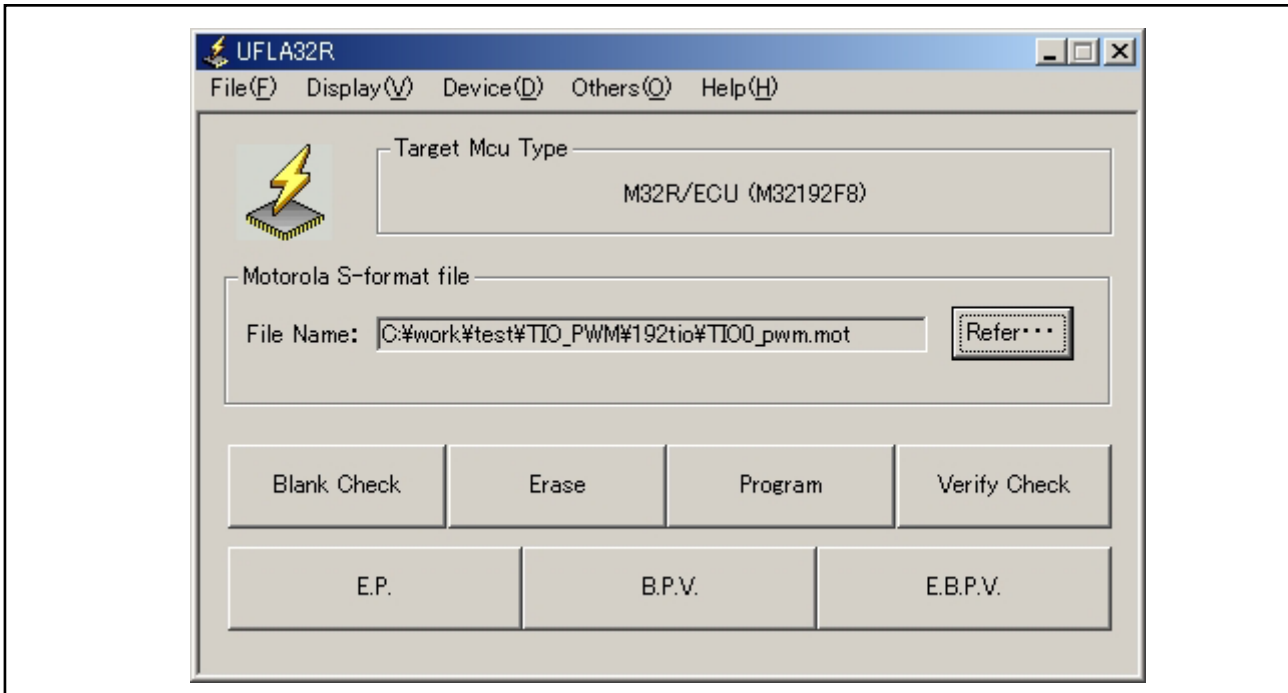 UFLA32R
File(F) Display(V) Device(D) Others(O) Help(H)
Target Mcu Type
M32R/ECU (M32192F8)
Motorola S-format file
File Name: C:¥work¥test¥TIO_PWM¥192tio¥TIO0_pwm.mot Refer･･･
Blank Check Erase Program Verify Check
E.P. B.P.V. E.B.P.V.